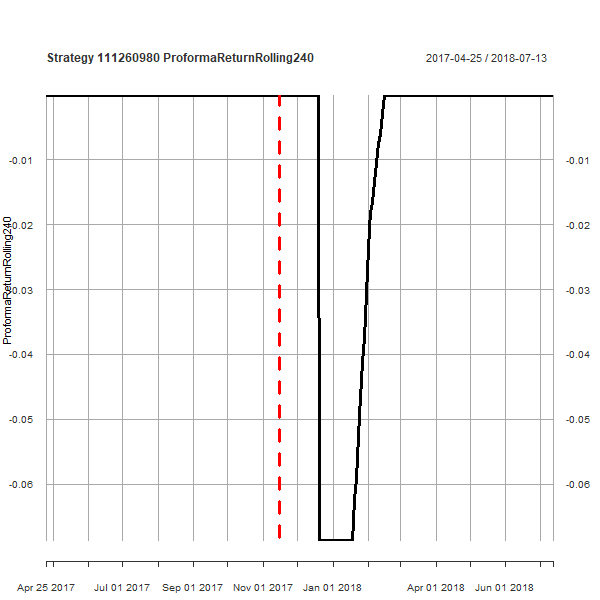 Strategy 111260980 ProformaReturnRolling240
2017-04-25 / 2018-07-13
-0.01 -0.01
-0.02 -0.02
-0.03 -0.03
-0.04 -0.04
-0.05 -0.05
-0.06 -0.06
ProformaReturnRolling240
Apr 25 2017 Jul 01 2017 Sep 01 2017 Nov 01 2017 Jan 01 2018 Apr 01 2018 Jun 01 2018